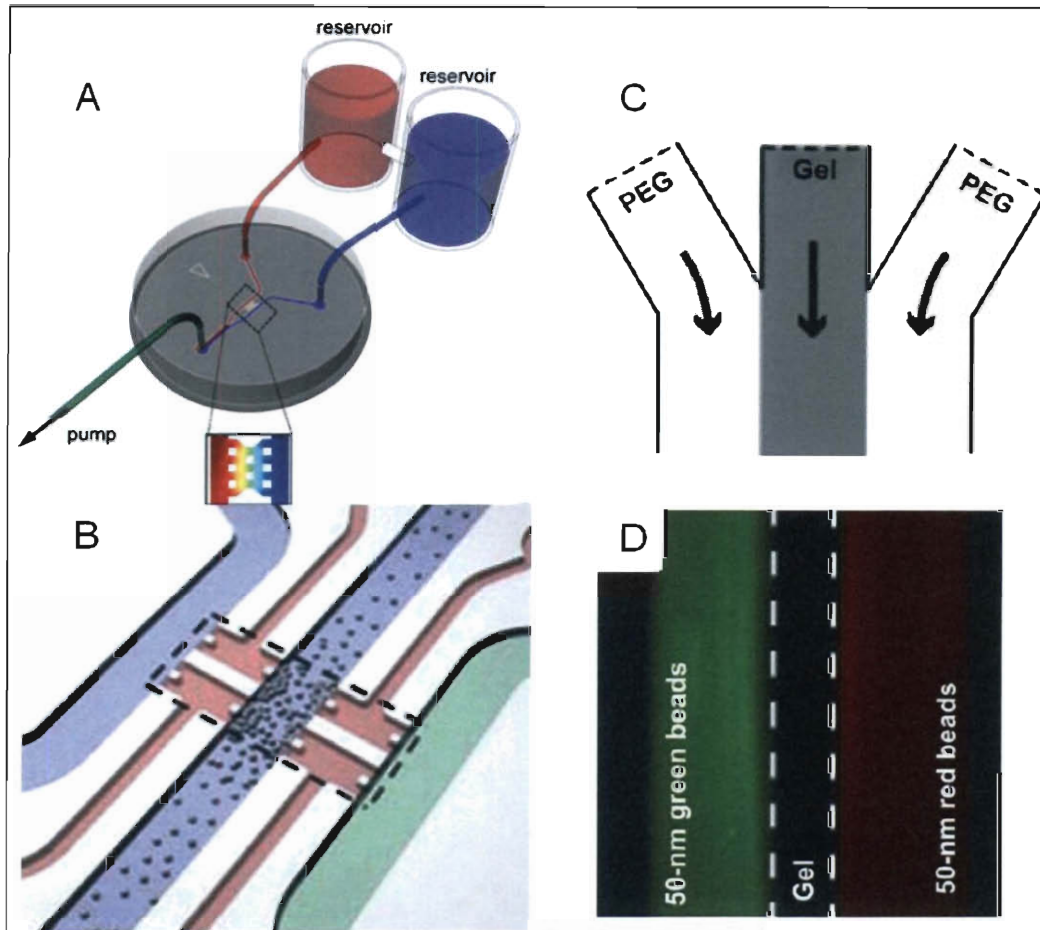 A
reservoir
reservoir
pump
B
C
PEG
Gel
PEG
D
50-nm green beads
Gel
50-nm red beads